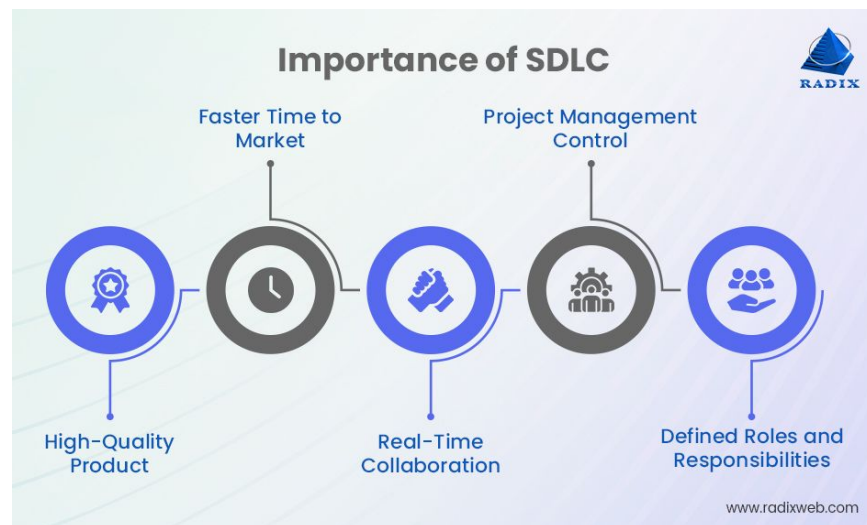 Importance of SDLC
RADIX
Faster Time to
Market
Project Management
Control
High-Quality
Product
Real-Time
Collaboration
Defined Roles and
Responsibilities
www.radixweb.com